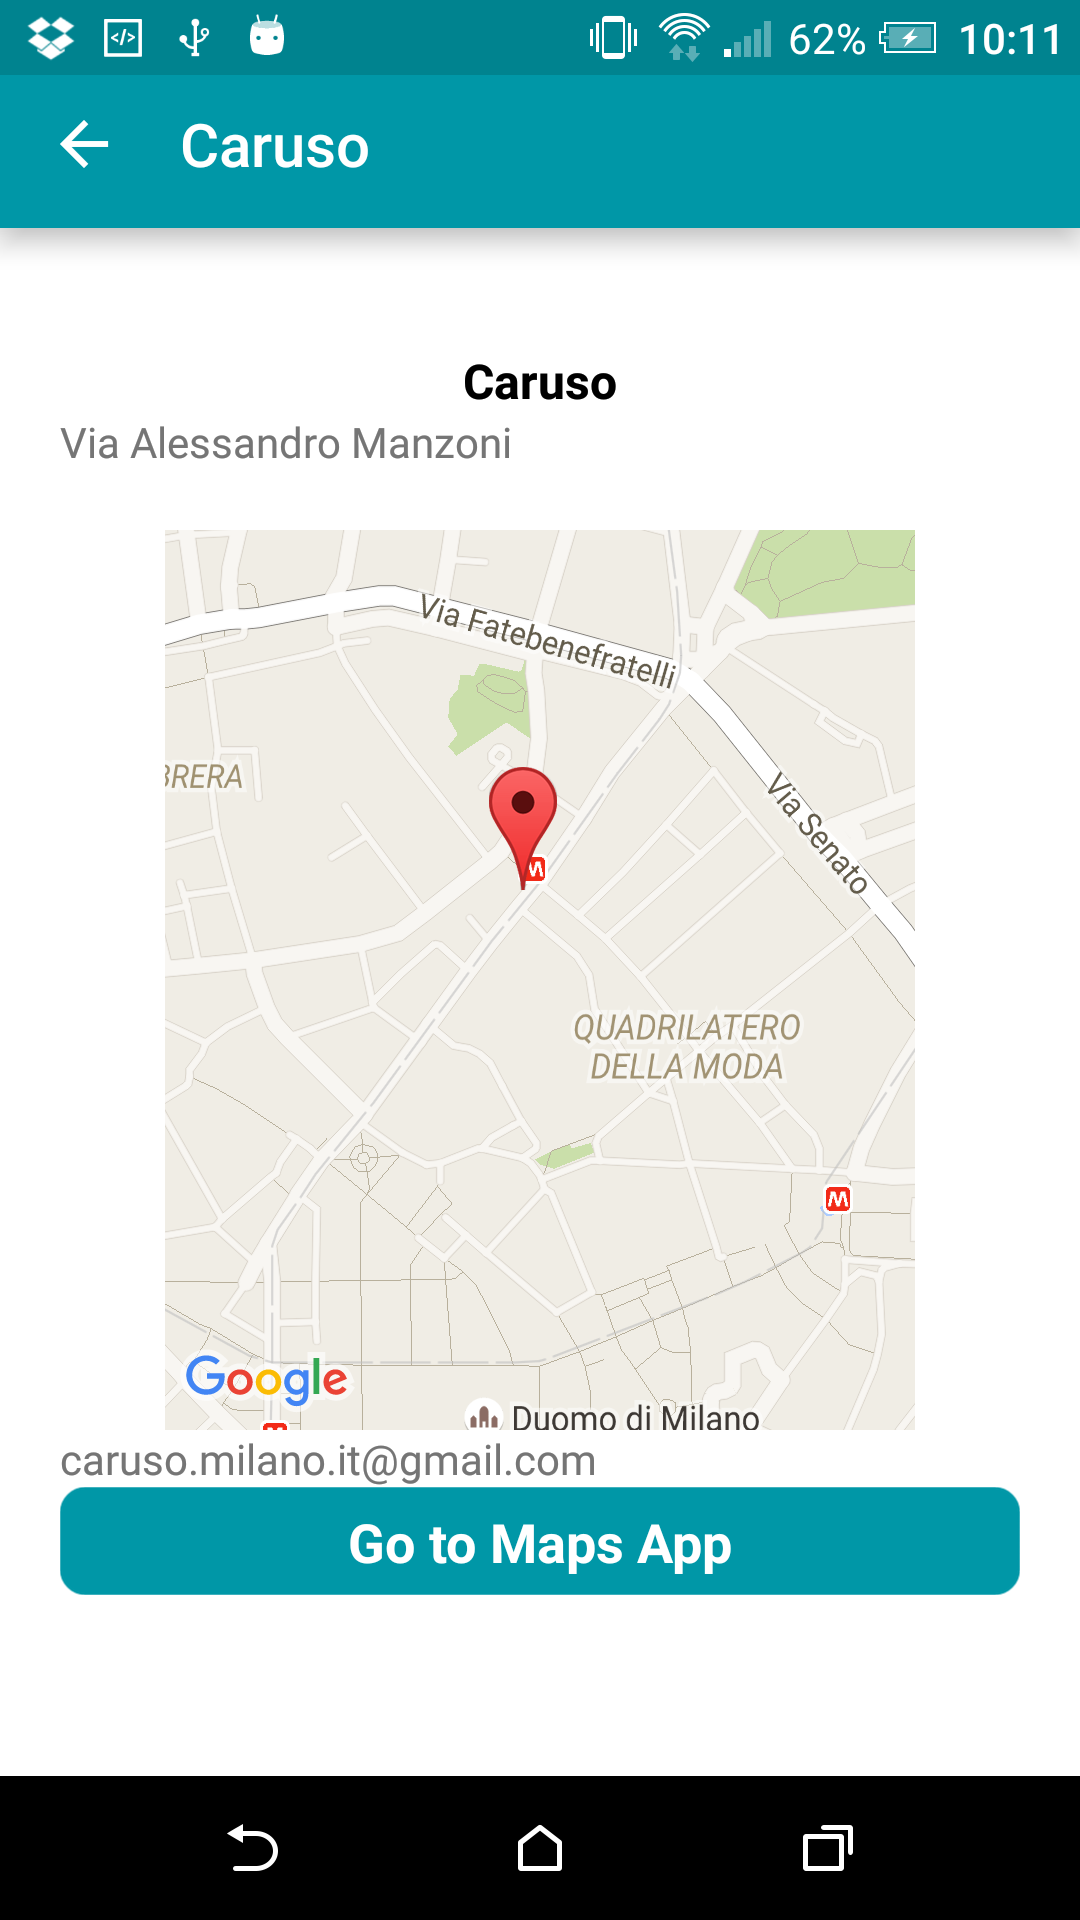 62% 10:11
Caruso
Caruso
Via Alessandro Manzoni
Via Fatebenefratelli
BRERA
Via Senato
M
QUADRILATERO
DELLA MODA
M
Google
Duomo di Milano
caruso.milano.it@gmail.com
Go to Maps App